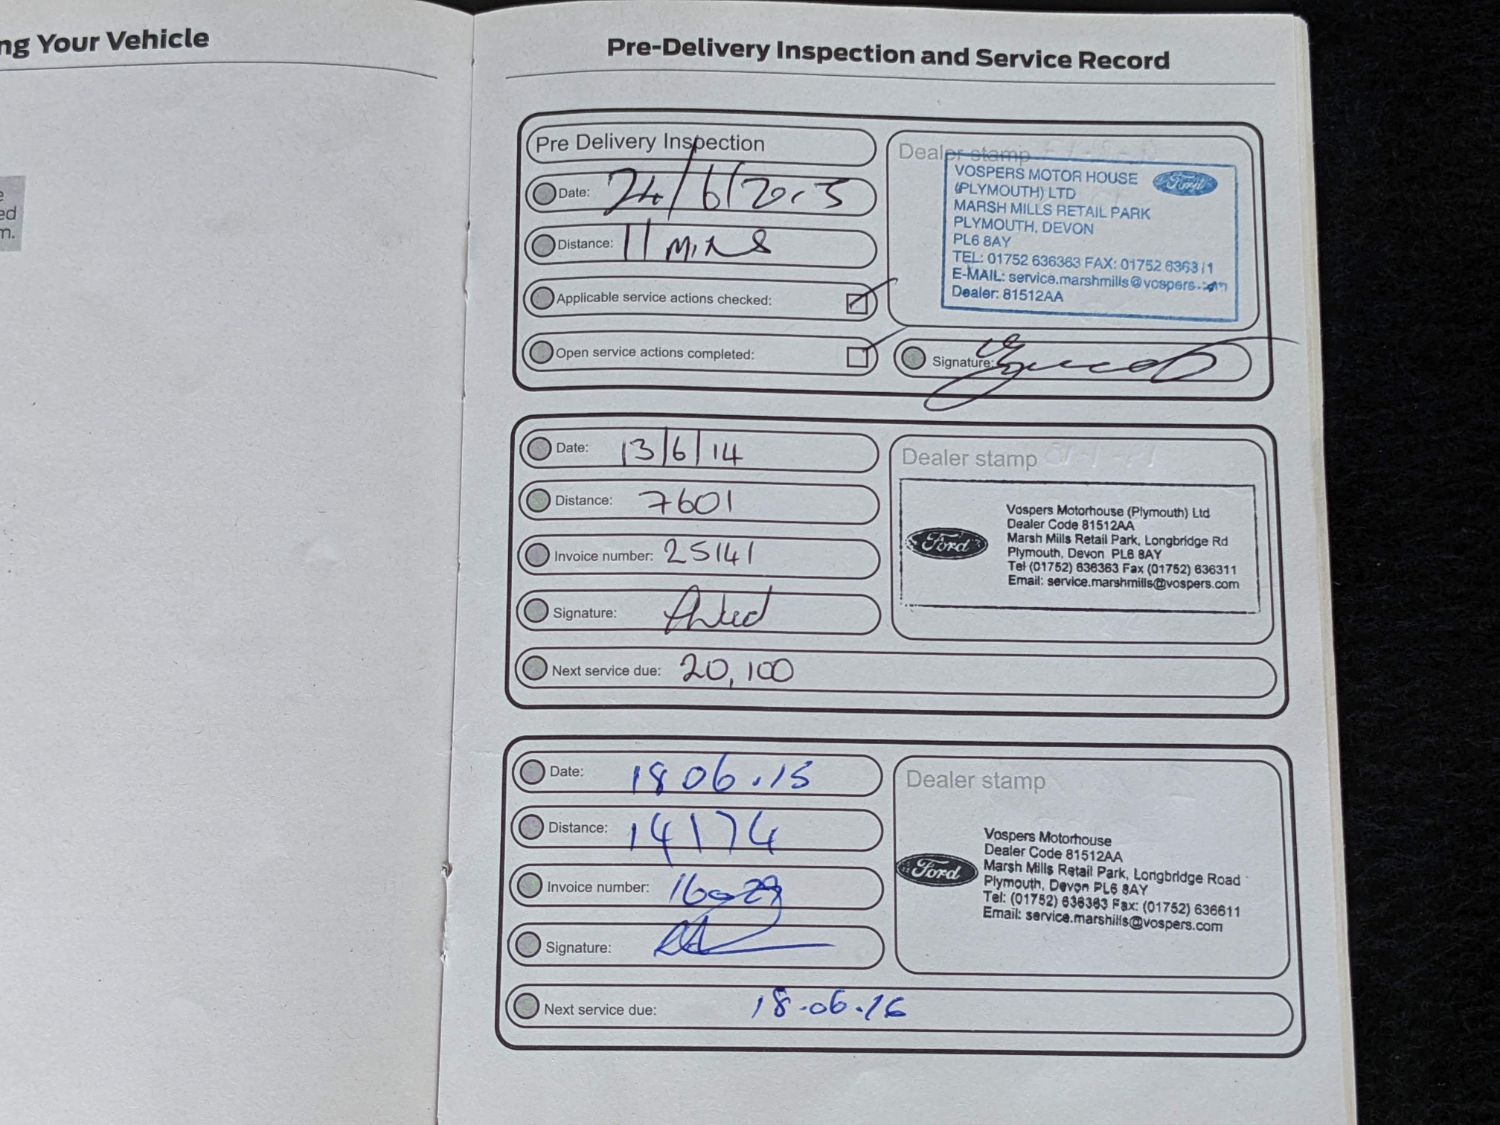 ng Your Vehicle
e
ed
m.
Pre-Delivery Inspection and Service Record
Pre Delivery Inspection
Date: 24/6/2013
Distance: 11 miles
Applicable service actions checked:
Open service actions completed:
Dealer stamp
VOSPERS MOTOR HOUSE
(PLYMOUTH) LTD
MARSH MILLS RETAIL PARK
PLYMOUTH, DEVON
PL6 8AY
TEL: 01752 636363 FAX: 01752 636311
E-MAIL: service.marshmills@vospers.
Dealer: 81512AA
Ford
Signature:
Date: 13/6/14
Distance: 7601
Invoice number: 25141
Signature:
Next service due: 20,100
Dealer stamp
Ford
Vospers Motorhouse (Plymouth) Ltd
Dealer Code 81512AA
Marsh Mills Retail Park, Longbridge Rd
Plymouth, Devon PL6 8AY
Tel (01752) 636363 Fax (01752) 636311
Email: service.marshmills@vospers.com
Date: 18 06.15
Distance: 14174
Invoice number:
Signature:
Next service due: 18.06.16
Dealer stamp
Ford
Vospers Motorhouse
Dealer Code 81512AA
Marsh Mills Retail Park, Longbridge Road
Plymouth, Devon PL6 8AY
Tel: (01752) 636363 Fax: (01752) 636611
Email: service.marshills@vospers.com